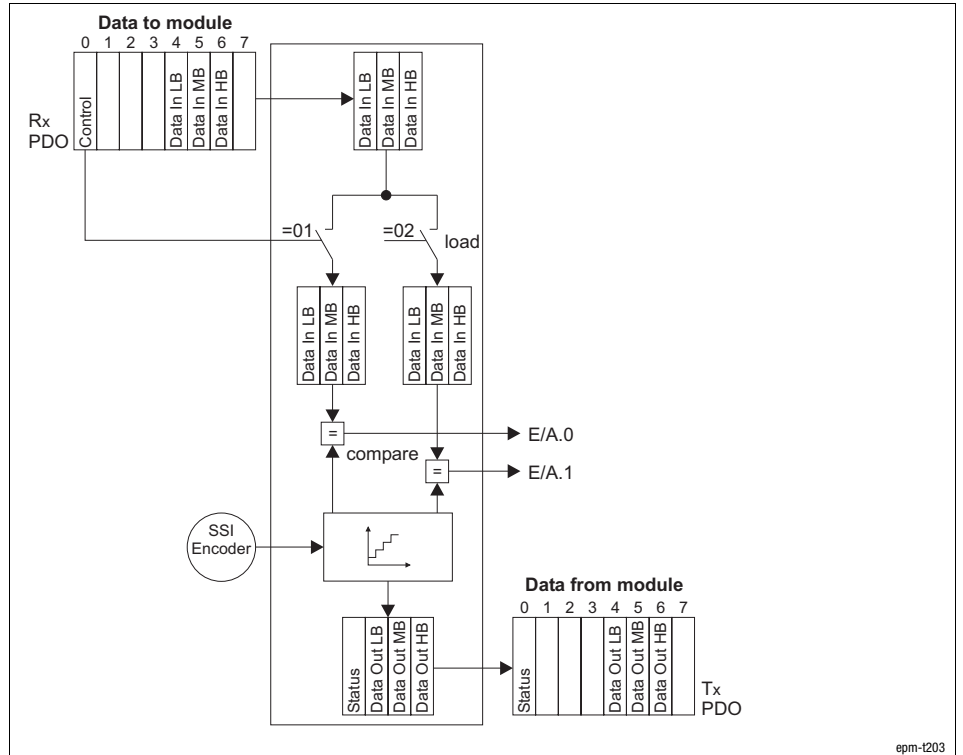 Data to module
0 1 2 3 4 5 6 7
Rx
PDO
Control
Data In LB
Data In MB
Data In HB
Data In LB
Data In MB
Data In HB
=01
=02
load
Data In LB
Data In MB
Data In HB
Data In LB
Data In MB
Data In HB
=
E/A.0
compare
=
E/A.1
SSI
Encoder
Data from module
0 1 2 3 4 5 6 7
Status
Data Out LB
Data Out MB
Data Out HB
Status
Data Out LB
Data Out MB
Data Out HB
Tx
PDO
epm-t203